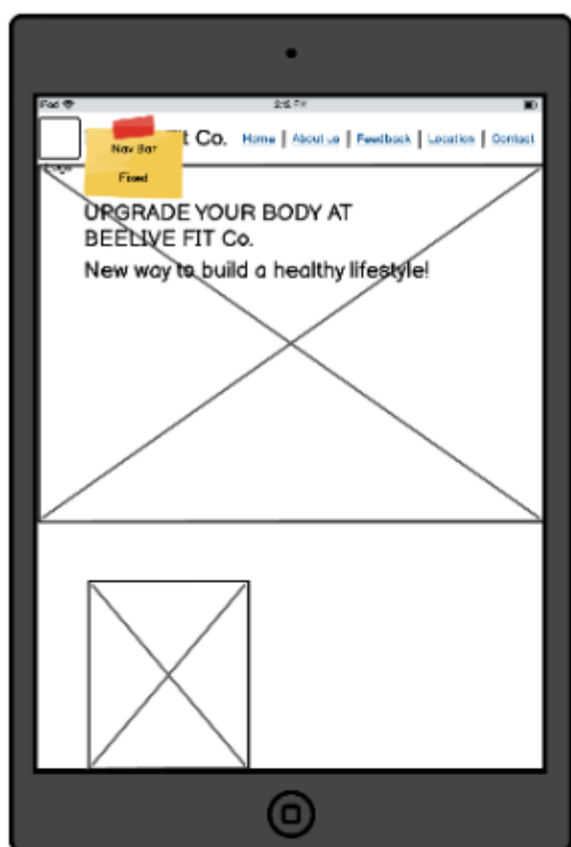 iPad
Nav Bar
Fixed
t Co.
Home | About us | Feedback | Location | Contact
UPGRADE YOUR BODY AT
BEELIVE FIT Co.
New way to build a healthy lifestyle!